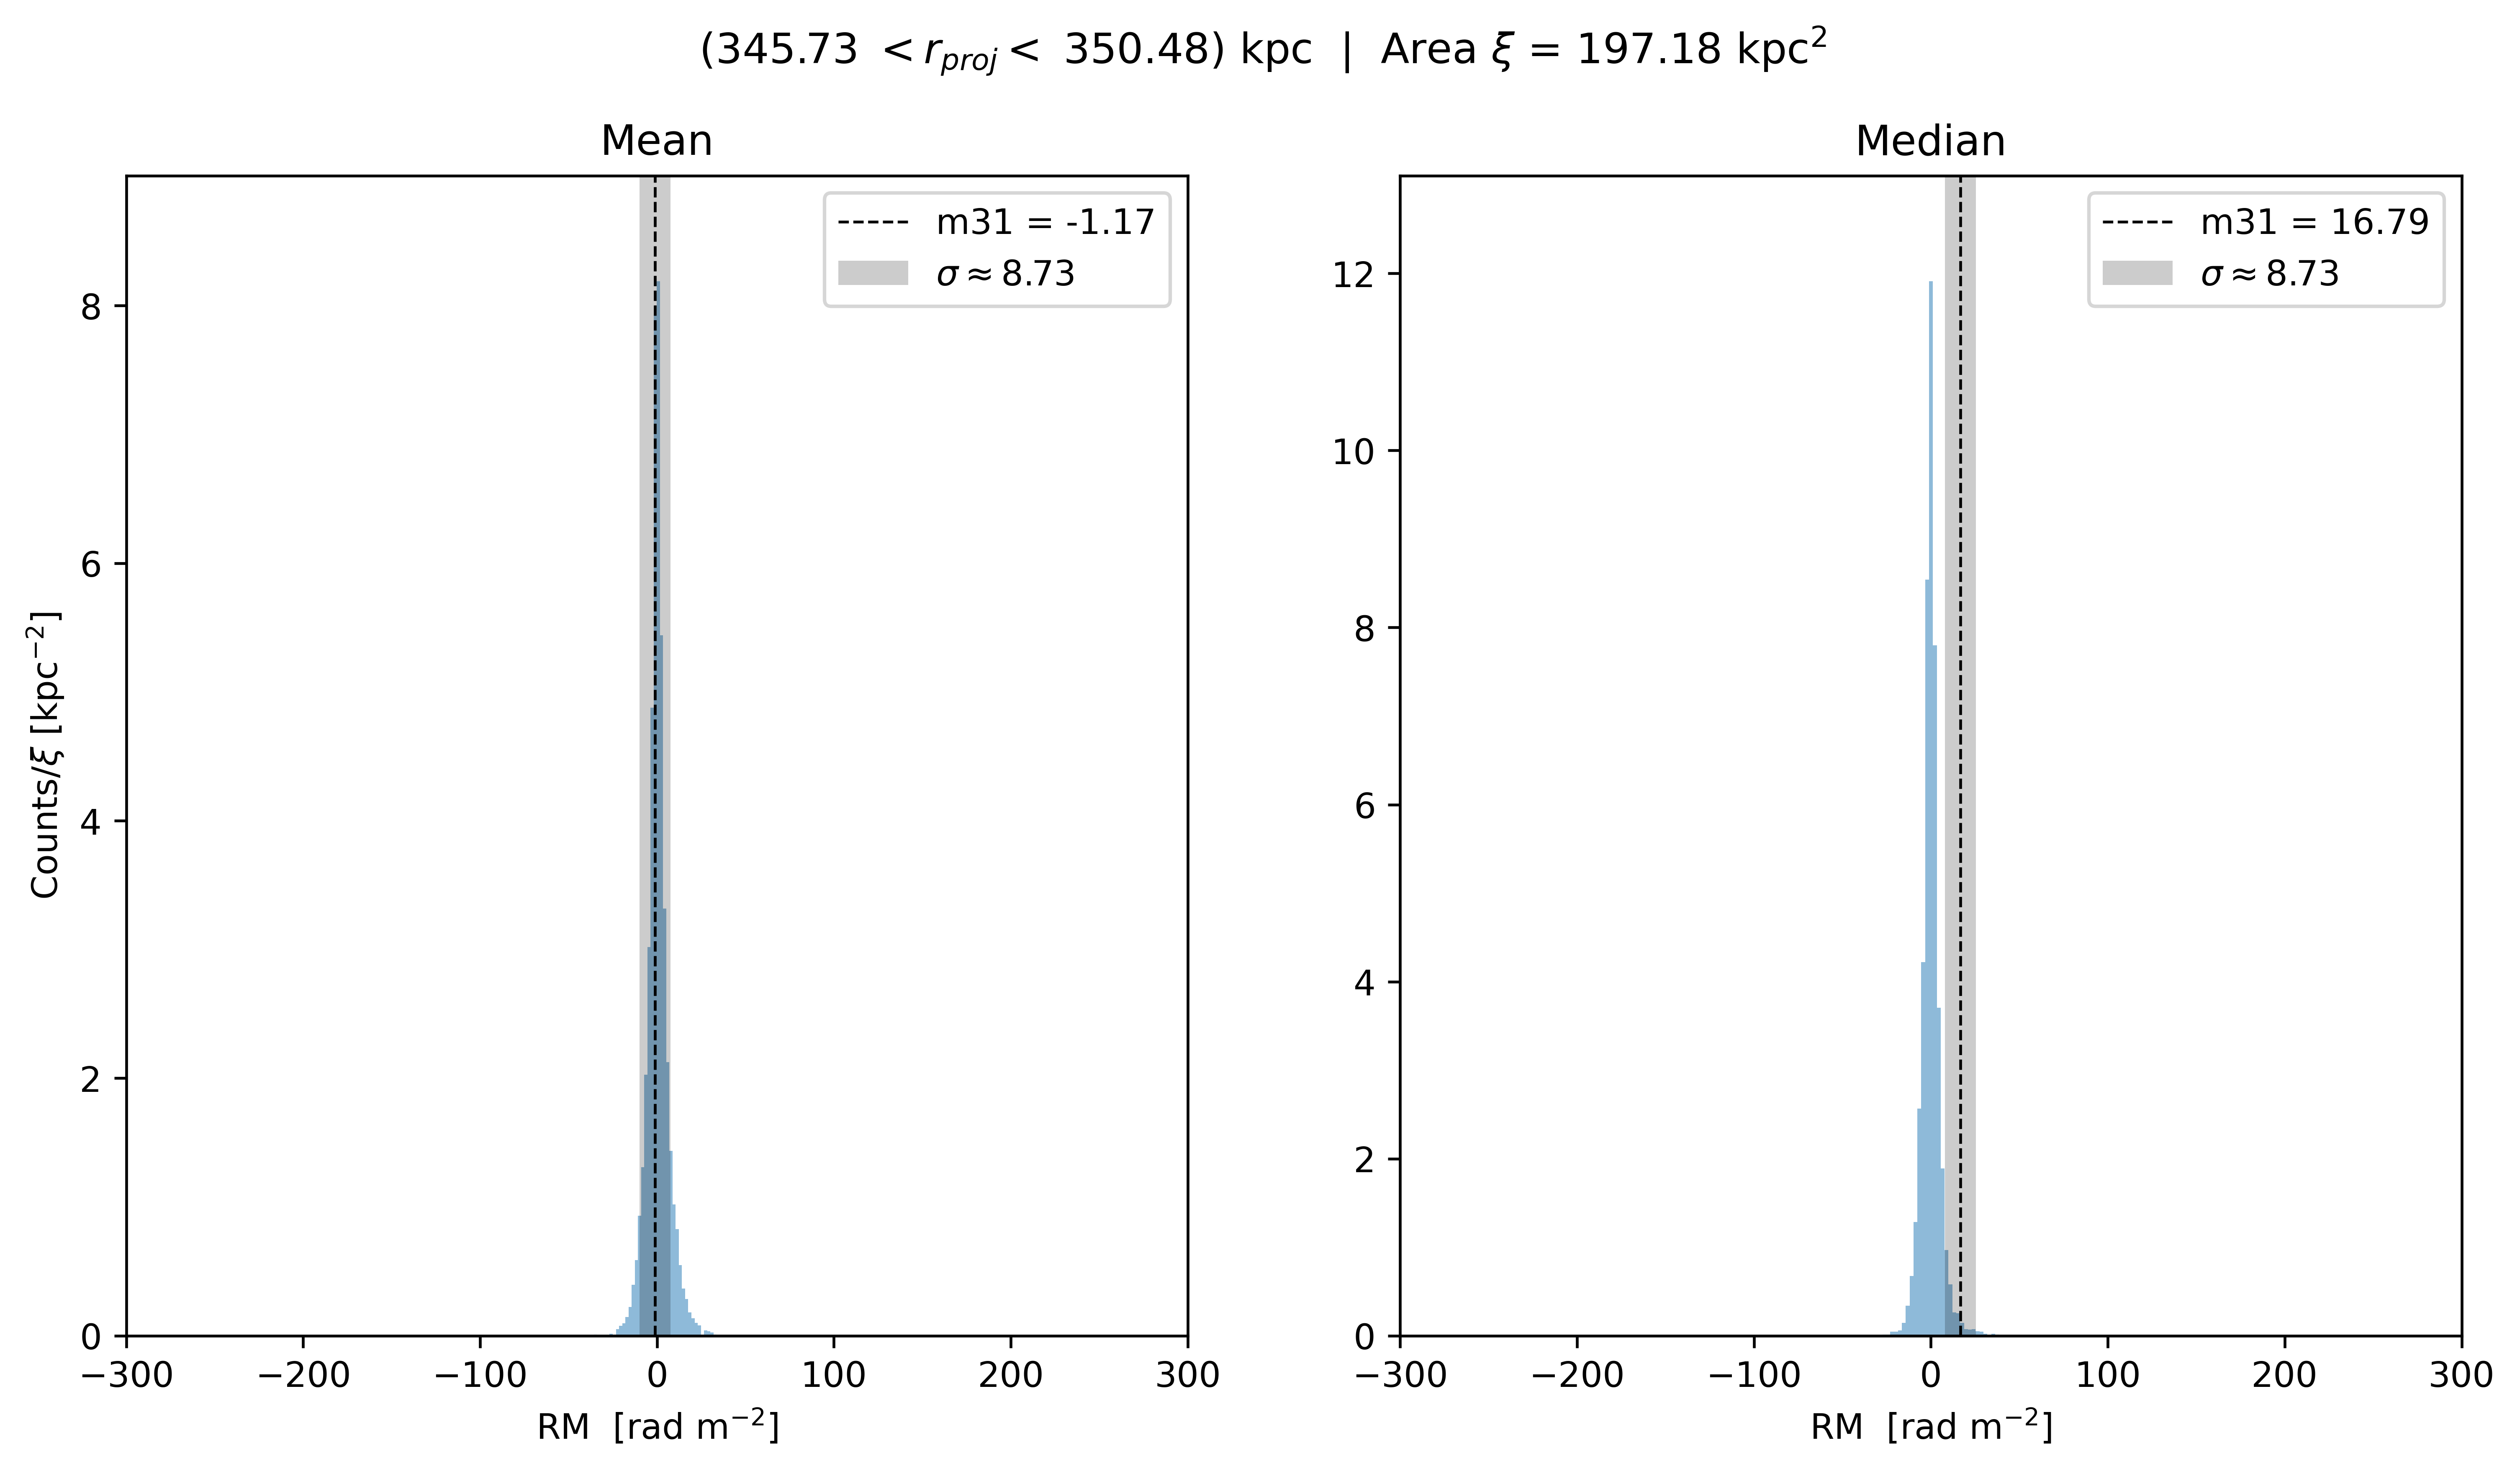 (345.73 < r_proj < 350.48) kpc | Area ξ = 197.18 kpc²
Mean
m31 = -1.17
σ ≈ 8.73
8
6
4
2
0
Counts/ξ [kpc⁻²]
−300 −200 −100 0 100 200 300
RM [rad m⁻²]
Median
m31 = 16.79
σ ≈ 8.73
12
10
8
6
4
2
0
−300 −200 −100 0 100 200 300
RM [rad m⁻²]